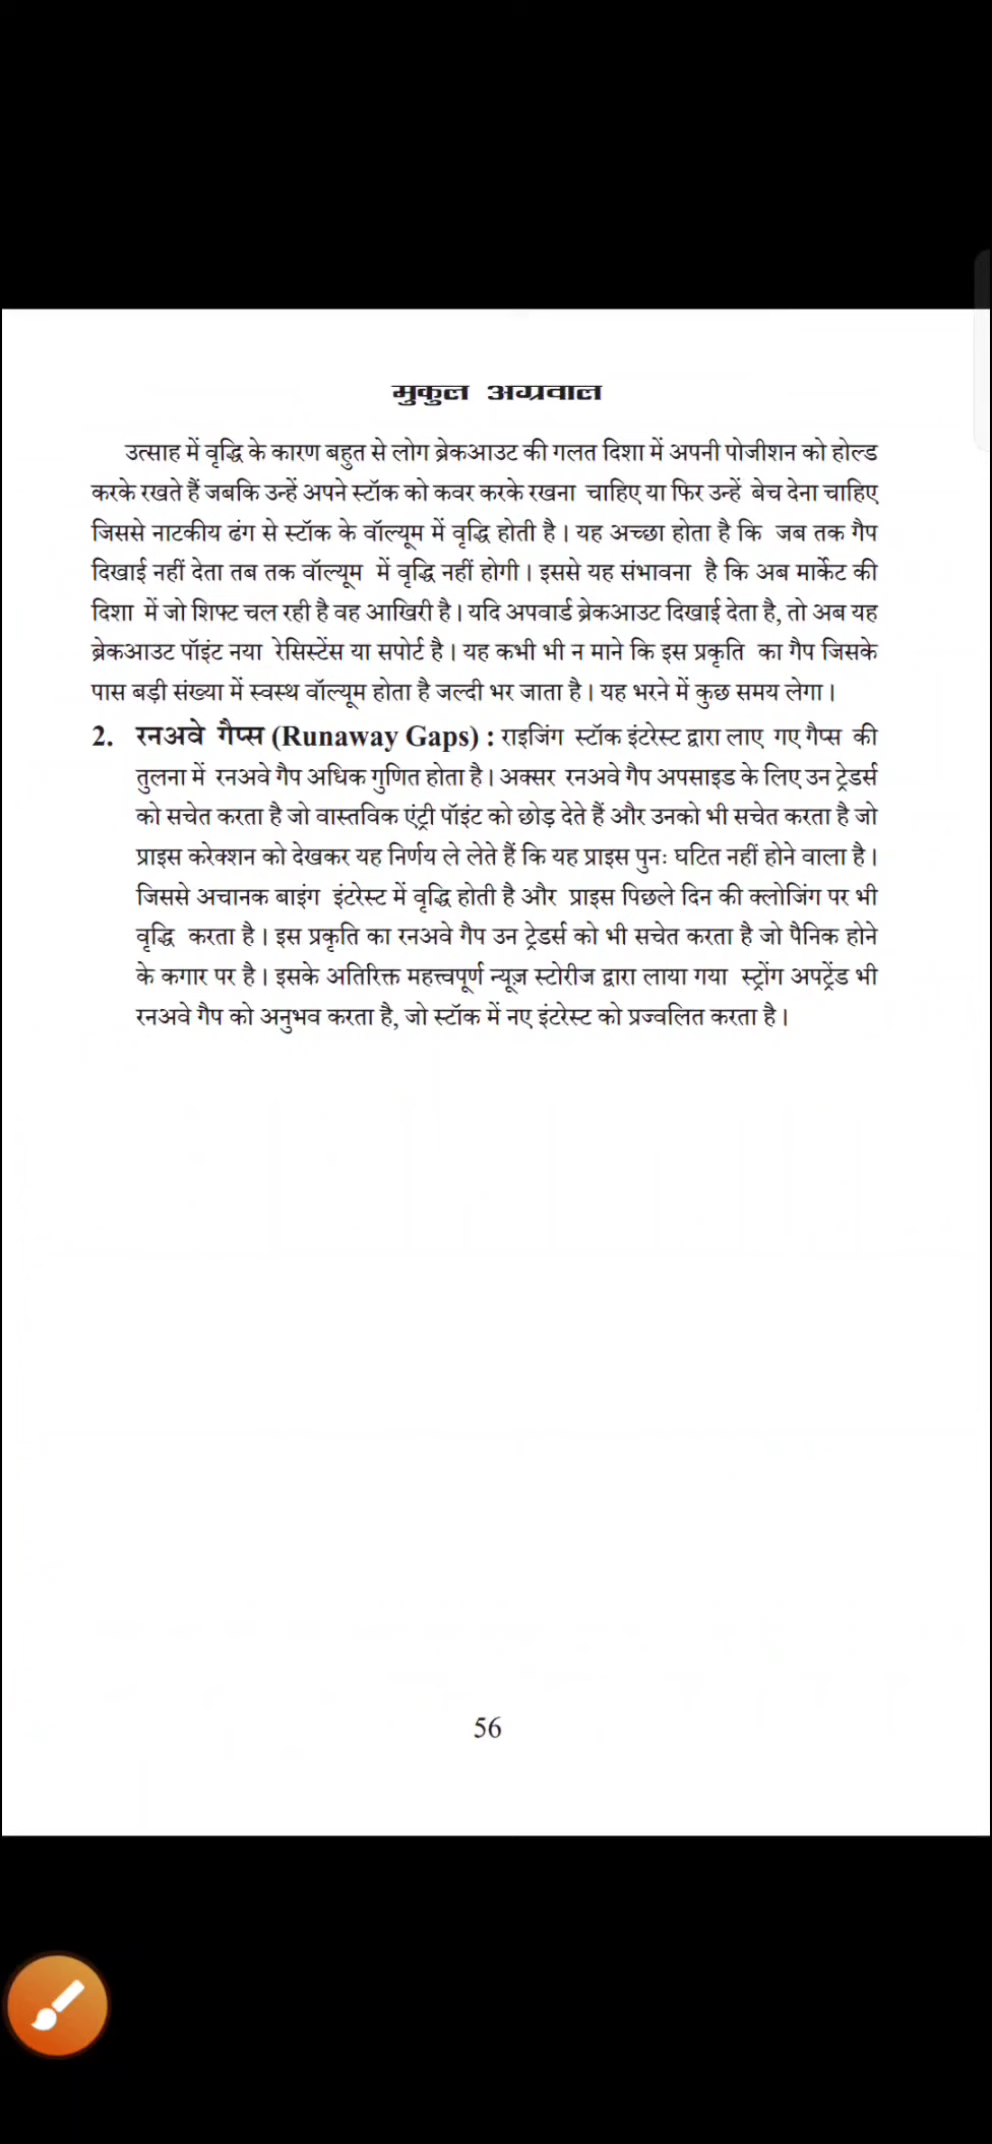 मुकुल अग्रवाल
उत्साह में वृद्धि के कारण बहुत से लोग ब्रेकआउट की गलत दिशा में अपनी पोजीशन को होल्ड
करके रखते हैं जबकि उन्हें अपने स्टॉक को कवर करके रखना चाहिए या फिर उन्हें बेच देना चाहिए
जिससे नाटकीय ढंग से स्टॉक के वॉल्यूम में वृद्धि होती है। यह अच्छा होता है कि जब तक गैप
दिखाई नहीं देता तब तक वॉल्यूम में वृद्धि नहीं होगी। इससे यह संभावना है कि अब मार्केट की
दिशा में जो शिफ्ट चल रही है वह आखिरी है। यदि अपवार्ड ब्रेकआउट दिखाई देता है, तो अब यह
ब्रेकआउट पॉइंट नया रेसिस्टेंस या सपोर्ट है। यह कभी भी न माने कि इस प्रकृति का गैप जिसके
पास बड़ी संख्या में स्वस्थ वॉल्यूम होता है जल्दी भर जाता है। यह भरने में कुछ समय लेगा।
2. रनअवे गैप्स (Runaway Gaps) : राइजिंग स्टॉक इंटरेस्ट द्वारा लाए गए गैप्स की
तुलना में रनअवे गैप अधिक गुणित होता है। अक्सर रनअवे गैप अपसाइड के लिए उन ट्रेडर्स
को सचेत करता है जो वास्तविक एंट्री पॉइंट को छोड़ देते हैं और उनको भी सचेत करता है जो
प्राइस करेक्शन को देखकर यह निर्णय ले लेते हैं कि यह प्राइस पुनः घटित नहीं होने वाला है।
जिससे अचानक बाइंग इंटरेस्ट में वृद्धि होती है और प्राइस पिछले दिन की क्लोजिंग पर भी
वृद्धि करता है। इस प्रकृति का रनअवे गैप उन ट्रेडर्स को भी सचेत करता है जो पैनिक होने
के कगार पर है। इसके अतिरिक्त महत्त्वपूर्ण न्यूज़ स्टोरीज द्वारा लाया गया स्ट्रोंग अपट्रेंड भी
रनअवे गैप को अनुभव करता है, जो स्टॉक में नए इंटरेस्ट को प्रज्वलित करता है।
56